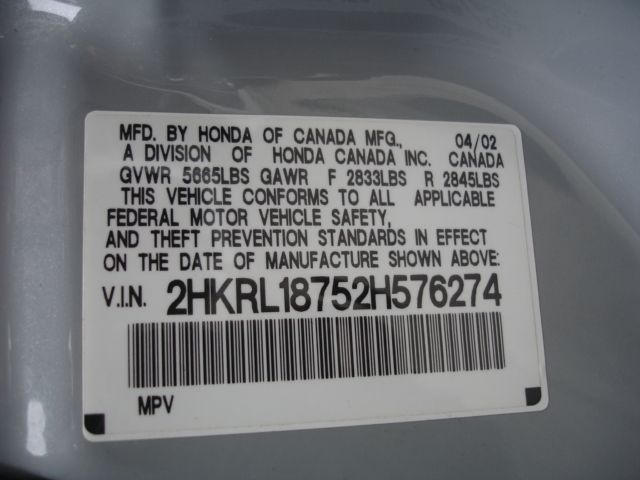 MFD. BY HONDA OF CANADA MFG., 04/02
A DIVISION OF HONDA CANADA INC. CANADA
GVWR 5665LBS GAWR F 2833LBS R 2845LBS
THIS VEHICLE CONFORMS TO ALL APPLICABLE
FEDERAL MOTOR VEHICLE SAFETY,
AND THEFT PREVENTION STANDARDS IN EFFECT
ON THE DATE OF MANUFACTURE SHOWN ABOVE.
V.I.N. 2HKRL18752H576274
MPV